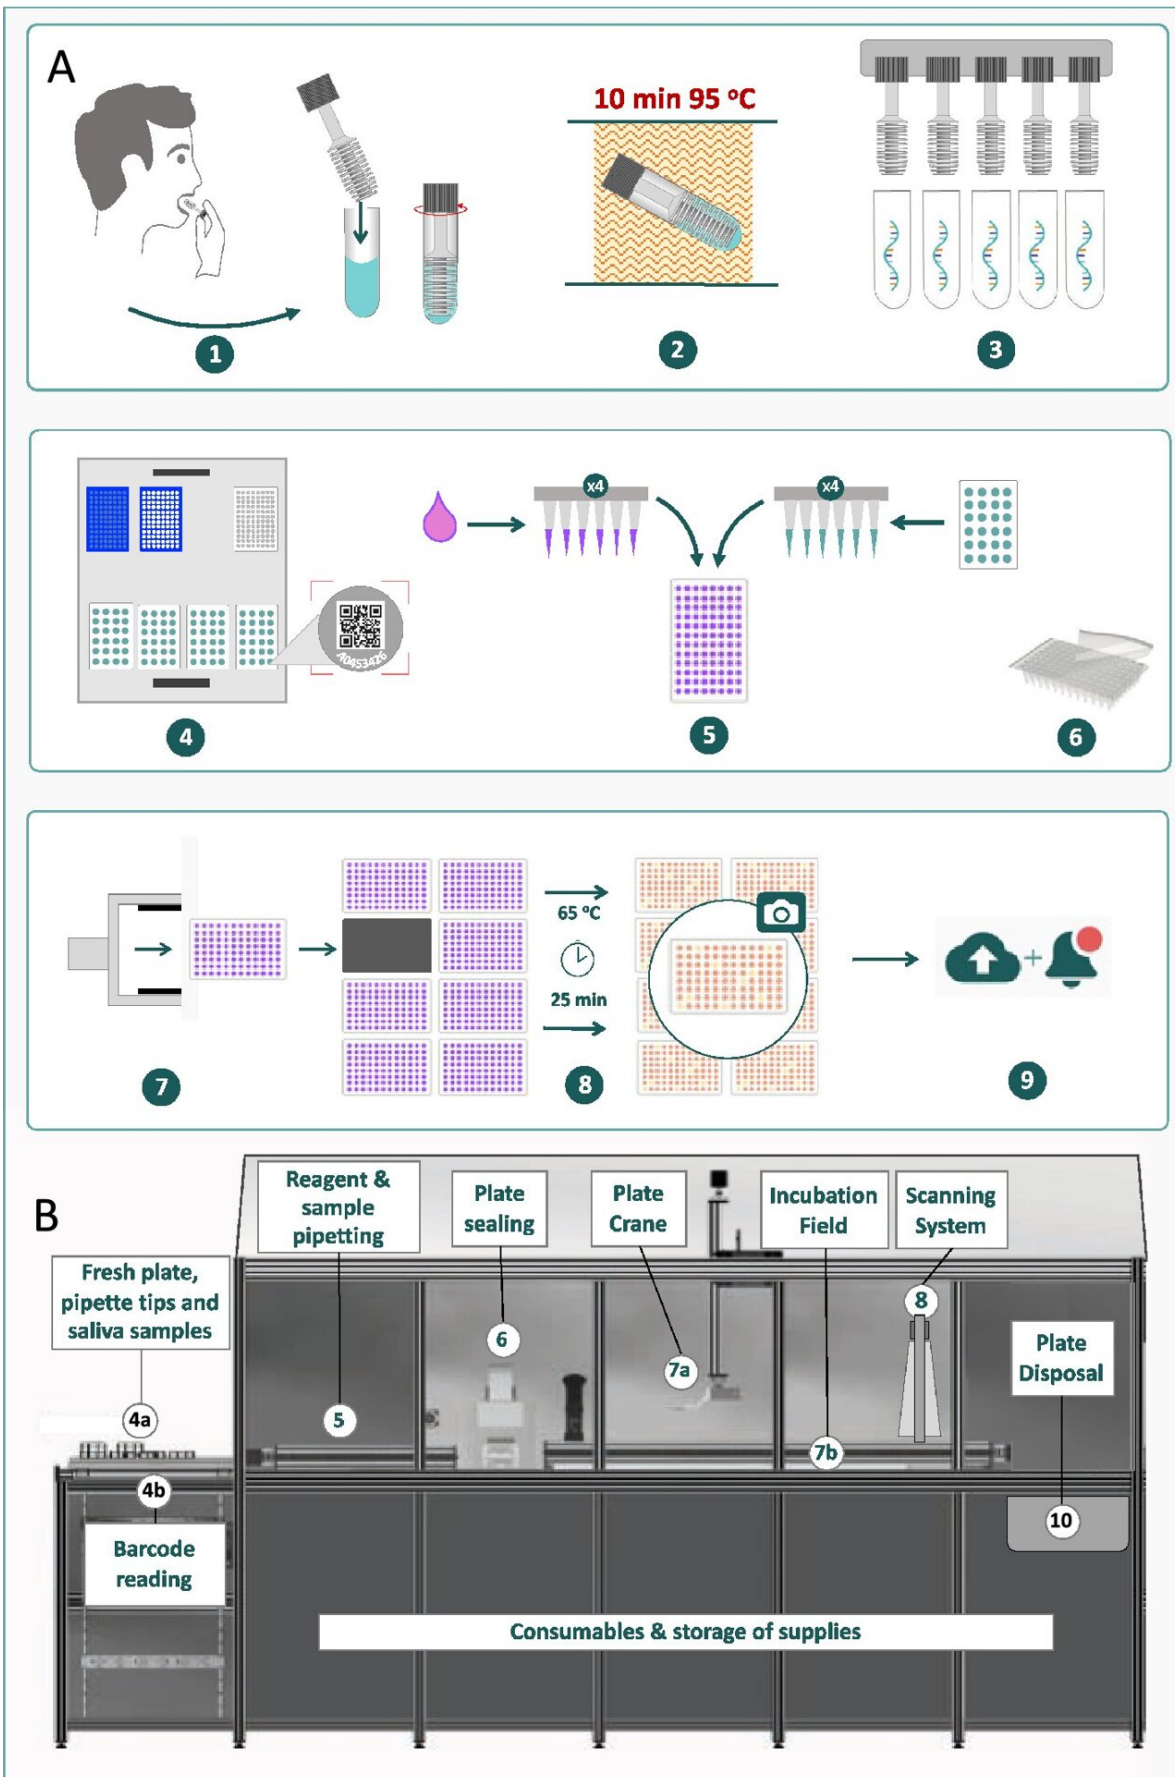 A
10 min 95 °C
1
2
3
x4
x4
A0453426
4
5
6
65 °C
25 min
7
8
9
B
Reagent &
sample
pipetting
Plate
sealing
Plate
Crane
Incubation
Field
Scanning
System
Fresh plate,
pipette tips and
saliva samples
8
6
Plate
Disposal
7a
4a
5
7b
4b
10
Barcode
reading
Consumables & storage of supplies